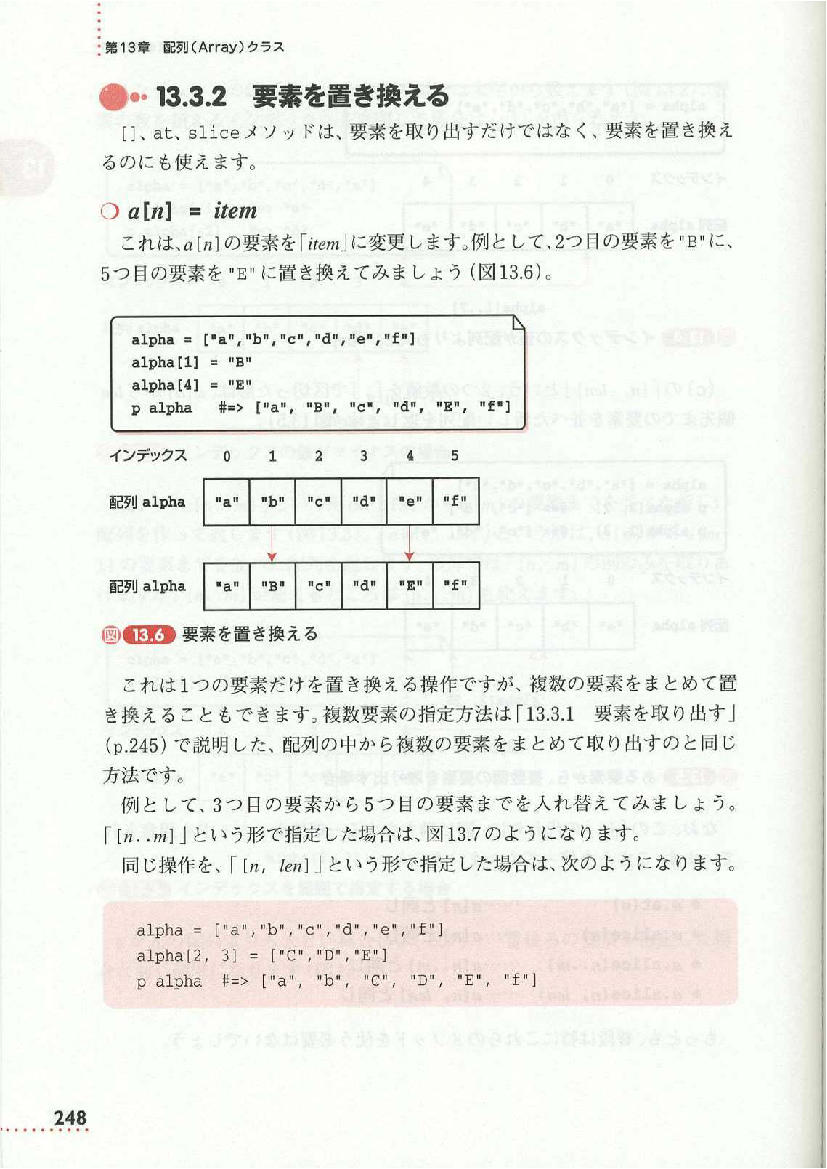 第13章 配列(Array)クラス
13.3.2 要素を置き換える
[]、at、sliceメソッドは、要素を取り出すだけではなく、要素を置き換え
るのにも使えます。
a[n] = item
これは、a[n]の要素を「item」に変更します。例として、2つ目の要素を"B"に、
5つ目の要素を"E"に置き換えてみましょう(図13.6)。
alpha = ["a","b","c","d","e","f"]
alpha[1] = "B"
alpha[4] = "E"
p alpha #=> ["a", "B", "c", "d", "E", "f"]
インデックス 0 1 2 3 4 5
配列 alpha "a" "b" "c" "d" "e" "f"
配列 alpha "a" "B" "c" "d" "E" "f"
図 13.6 要素を置き換える
これは1つの要素だけを置き換える操作ですが、複数の要素をまとめて置
き換えることもできます。複数要素の指定方法は「13.3.1 要素を取り出す」
(p.245)で説明した、配列の中から複数の要素をまとめて取り出すのと同じ
方法です。
例として、3つ目の要素から5つ目の要素までを入れ替えてみましょう。
「[n..m]」という形で指定した場合は、図13.7のようになります。
同じ操作を、「[n, len]」という形で指定した場合は、次のようになります。
alpha = ["a","b","c","d","e","f"]
alpha[2, 3] = ["C","D","E"]
p alpha #=> ["a", "b", "C", "D", "E", "f"]
248